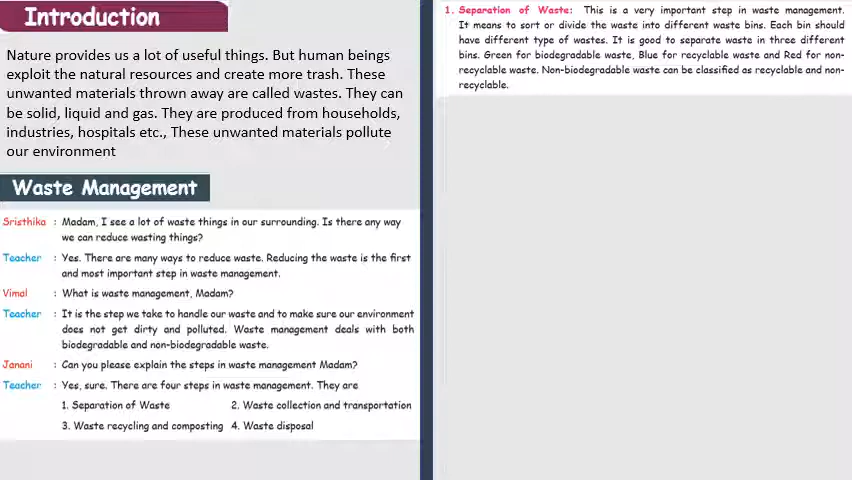 Introduction
Nature provides us a lot of useful things. But human beings
exploit the natural resources and create more trash. These
unwanted materials thrown away are called wastes. They can
be solid, liquid and gas. They are produced from households,
industries, hospitals etc., These unwanted materials pollute
our environment
Waste Management
Sristhika : Madam, I see a lot of waste things in our surrounding. Is there any way
we can reduce wasting things?
Teacher : Yes. There are many ways to reduce waste. Reducing the waste is the first
and most important step in waste management.
Vimal : What is waste management, Madam?
Teacher : It is the step we take to handle our waste and to make sure our environment
does not get dirty and polluted. Waste management deals with both
biodegradable and non-biodegradable waste.
Janani : Can you please explain the steps in waste management Madam?
Teacher : Yes, sure. There are four steps in waste management. They are
1. Separation of Waste 2. Waste collection and transportation
3. Waste recycling and composting 4. Waste disposal
1. Separation of Waste: This is a very important step in waste management.
It means to sort or divide the waste into different waste bins. Each bin should
have different type of wastes. It is good to separate waste in three different
bins. Green for biodegradable waste, Blue for recyclable waste and Red for non-
recyclable waste. Non-biodegradable waste can be classified as recyclable and non-
recyclable.